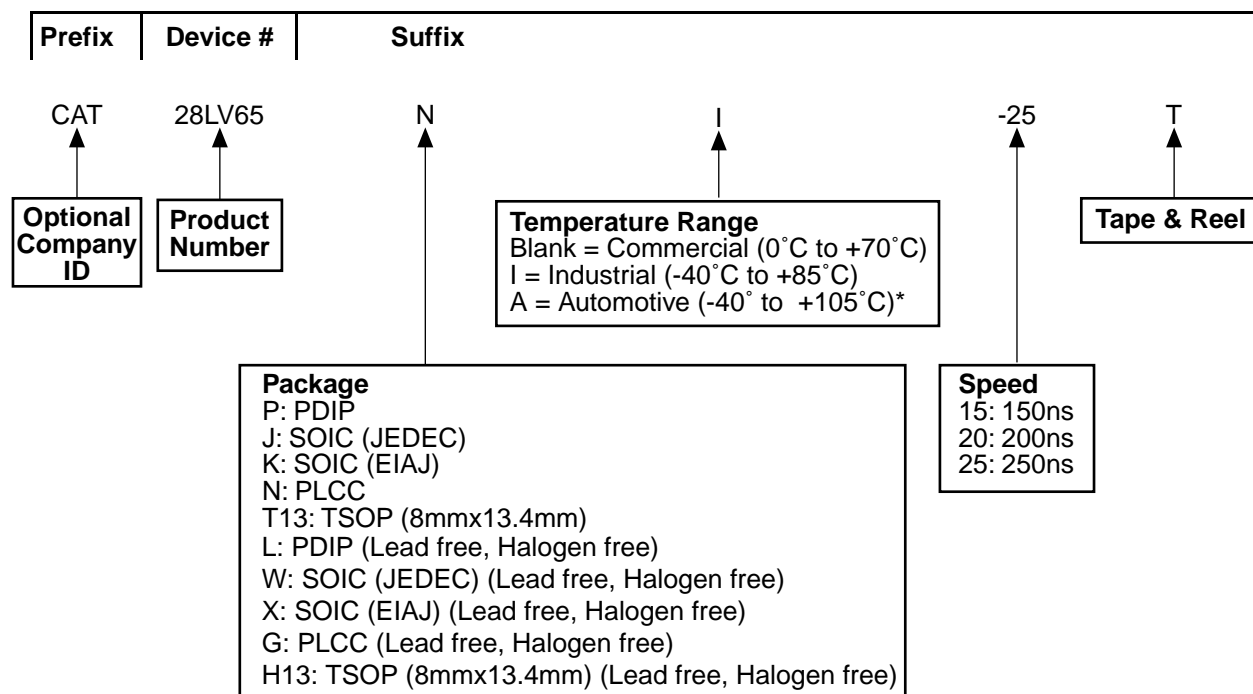 Prefix Device # Suffix
CAT 28LV65 N I -25 T
Optional
Company
ID
Product
Number
Temperature Range
Blank = Commercial (0˚C to +70˚C)
I = Industrial (-40˚C to +85˚C)
A = Automotive (-40˚ to +105˚C)*
Tape & Reel
Package
P: PDIP
J: SOIC (JEDEC)
K: SOIC (EIAJ)
N: PLCC
T13: TSOP (8mmx13.4mm)
L: PDIP (Lead free, Halogen free)
W: SOIC (JEDEC) (Lead free, Halogen free)
X: SOIC (EIAJ) (Lead free, Halogen free)
G: PLCC (Lead free, Halogen free)
H13: TSOP (8mmx13.4mm) (Lead free, Halogen free)
Speed
15: 150ns
20: 200ns
25: 250ns